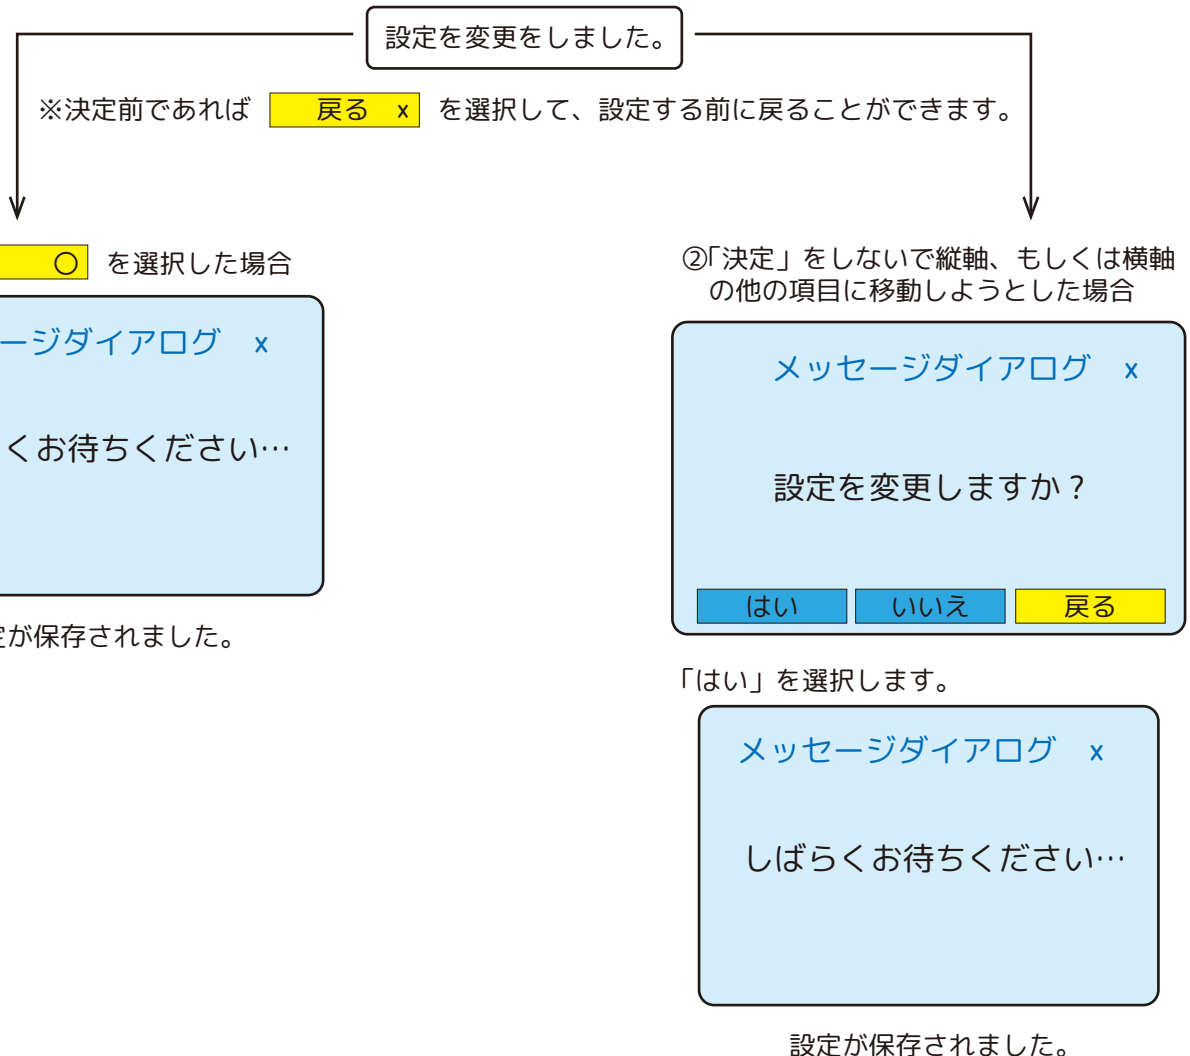 設定を変更をしました。
※決定前であれば 戻る x を選択して、設定する前に戻ることができます。
○ を選択した場合
ージダイアログ x
くお待ちください…
が保存されました。
②「決定」をしないで縦軸、もしくは横軸
の他の項目に移動しようとした場合
メッセージダイアログ x
設定を変更しますか？
はい いいえ 戻る
「はい」を選択します。
メッセージダイアログ x
しばらくお待ちください…
設定が保存されました。